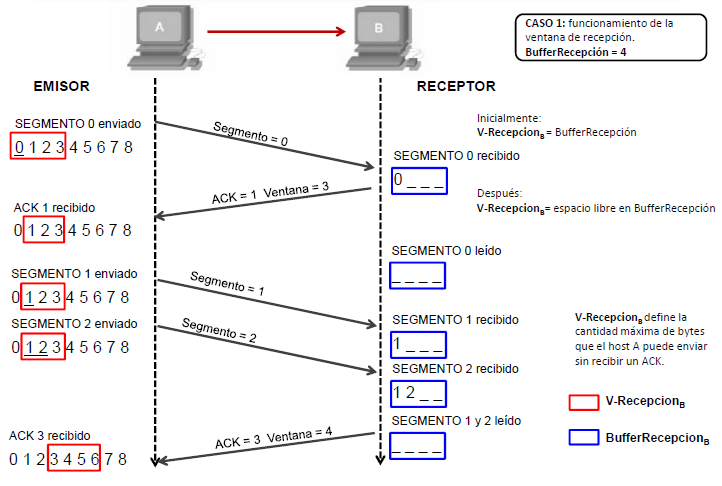 A
B
CASO 1: funcionamiento de la
ventana de recepción.
BufferRecepción = 4
EMISOR
RECEPTOR
SEGMENTO 0 enviado
0 1 2 3 4 5 6 7 8
Segmento = 0
Inicialmente:
V-RecepcionB = BufferRecepción
SEGMENTO 0 recibido
0 _ _ _
ACK = 1 Ventana = 3
Después:
V-RecepcionB= espacio libre en BufferRecepción
ACK 1 recibido
0 1 2 3 4 5 6 7 8
SEGMENTO 0 leído
_ _ _ _
SEGMENTO 1 enviado
0 1 2 3 4 5 6 7 8
Segmento = 1
SEGMENTO 1 recibido
1 _ _ _
SEGMENTO 2 enviado
0 1 2 3 4 5 6 7 8
Segmento = 2
V-RecepcionB define la
cantidad máxima de bytes
que el host A puede enviar
sin recibir un ACK.
SEGMENTO 2 recibido
1 2 _ _
V-RecepcionB
SEGMENTO 1 y 2 leído
_ _ _ _
ACK = 3 Ventana = 4
BufferRecepcionB
ACK 3 recibido
0 1 2 3 4 5 6 7 8